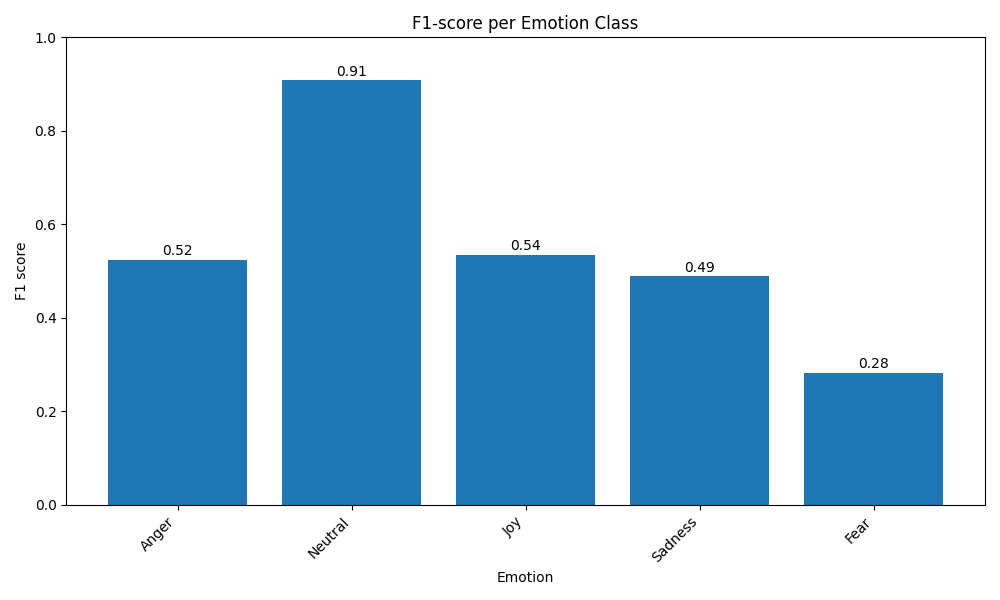 F1-score per Emotion Class
F1 score
1.0
0.8
0.6
0.4
0.2
0.0
0.52
0.91
0.54
0.49
0.28
Anger
Neutral
Joy
Sadness
Fear
Emotion